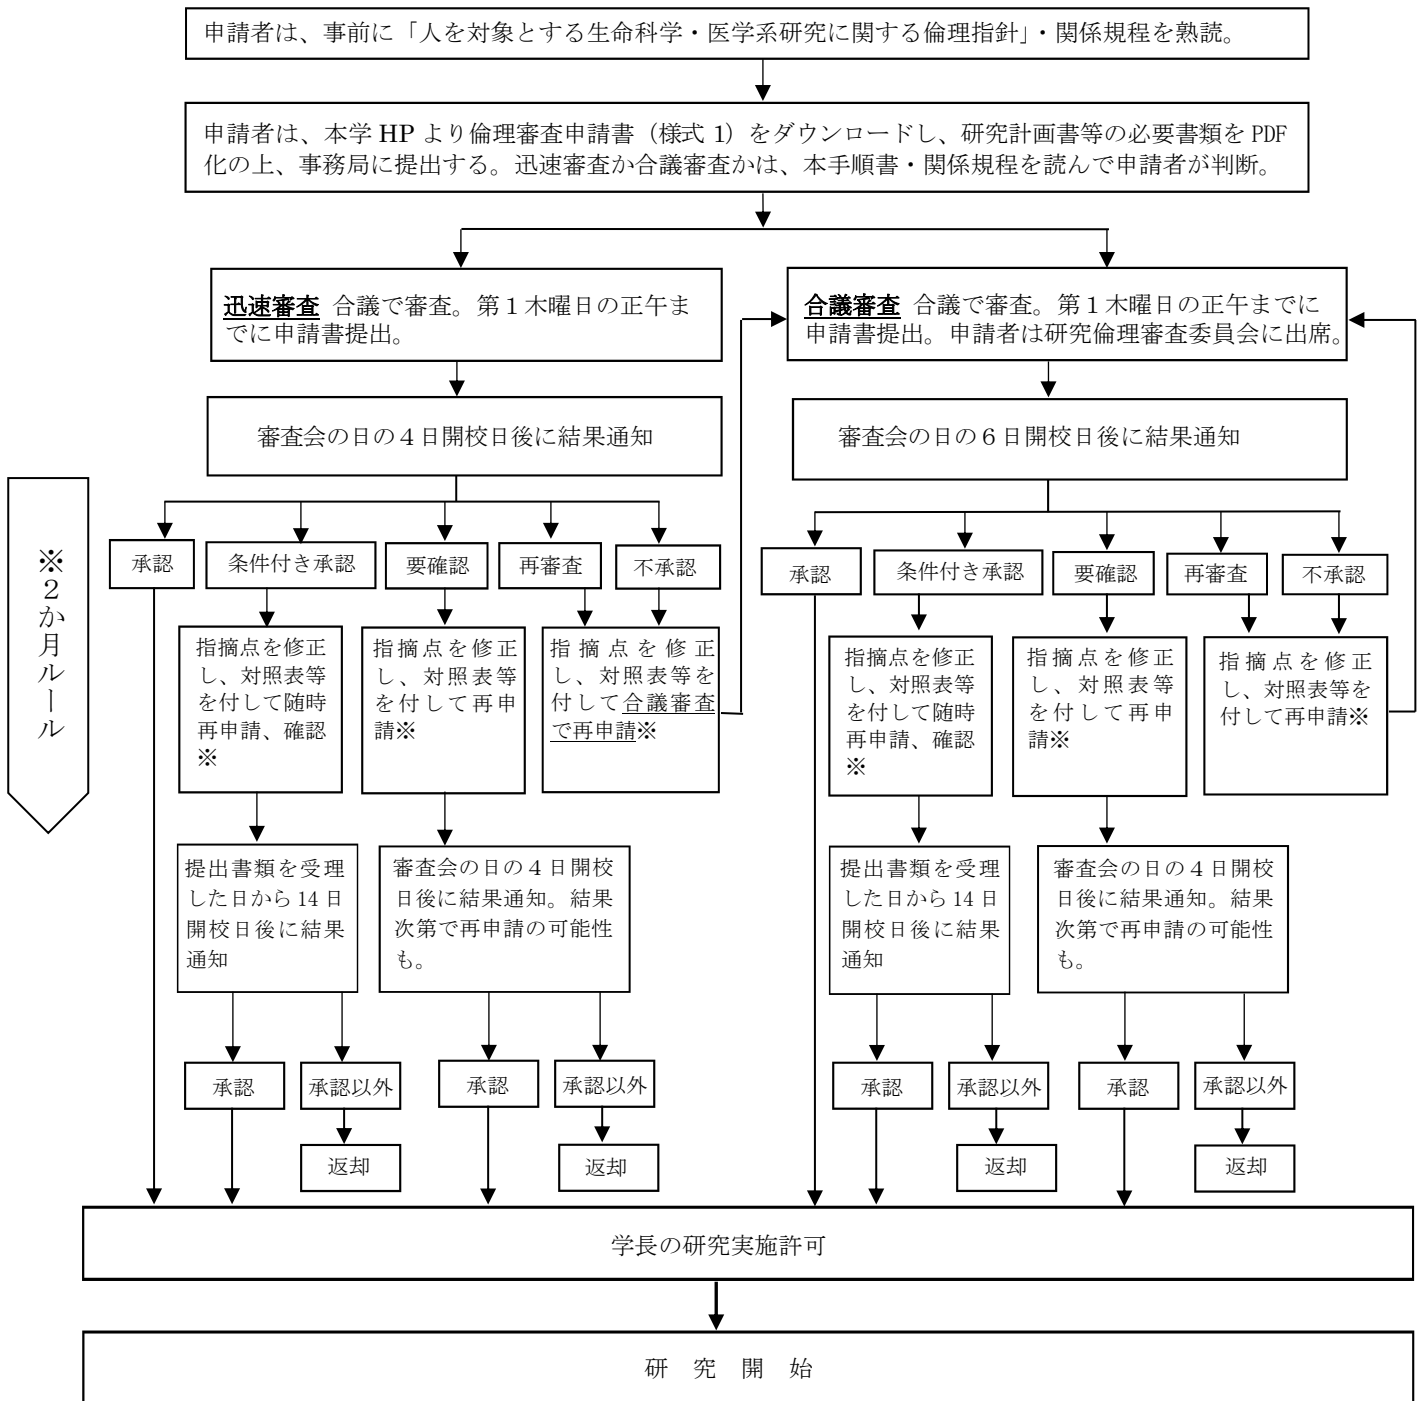 申請者は、事前に「人を対象とする生命科学・医学系研究に関する倫理指針」・関係規程を熟読。
申請者は、本学 HP より倫理審査申請書（様式 1）をダウンロードし、研究計画書等の必要書類を PDF
化の上、事務局に提出する。迅速審査か合議審査かは、本手順書・関係規程を読んで申請者が判断。
迅速審査 合議で審査。第１木曜日の正午ま
でに申請書提出。
合議審査 合議で審査。第１木曜日の正午までに
申請書提出。申請者は研究倫理審査委員会に出席。
審査会の日の４日開校日後に結果通知
審査会の日の６日開校日後に結果通知
※２か月ルール
承認
条件付き承認
要確認
再審査
不承認
承認
条件付き承認
要確認
再審査
不承認
指摘点を修正
し、対照表等
を付して随時
再申請、確認
※
指摘点を修正
し、対照表等
を付して再申
請※
指摘点を修正
し、対照表等を
付して合議審査
で再申請※
指摘点を修正
し、対照表等
を付して随時
再申請、確認
※
指摘点を修正
し、対照表等
を付して再申
請※
指摘点を修正
し、対照表等を
付して再申請※
提出書類を受理
した日から 14 日
開校日後に結果
通知
審査会の日の４日開校
日後に結果通知。結果
次第で再申請の可能性
も。
提出書類を受理
した日から 14 日
開校日後に結果
通知
審査会の日の４日開校
日後に結果通知。結果
次第で再申請の可能性
も。
承認
承認以外
承認
承認以外
承認
承認以外
承認
承認以外
返却
返却
返却
返却
学長の研究実施許可
研　究　開　始